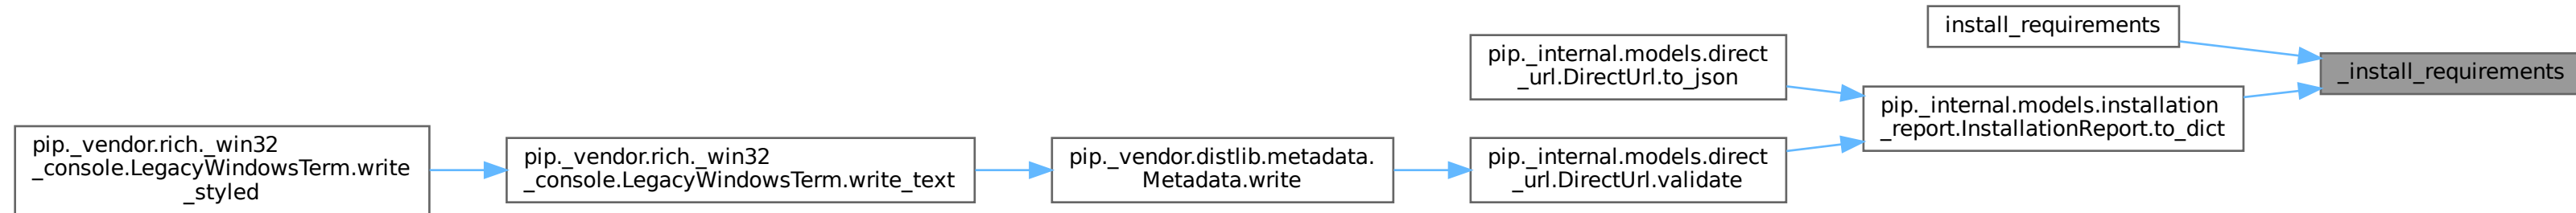 pip._vendor.rich._win32
_console.LegacyWindowsTerm.write
_styled
pip._vendor.rich._win32
_console.LegacyWindowsTerm.write_text
pip._vendor.distlib.metadata.
Metadata.write
pip._internal.models.direct
_url.DirectUrl.to_json
pip._internal.models.direct
_url.DirectUrl.validate
install_requirements
pip._internal.models.installation
_report.InstallationReport.to_dict
_install_requirements